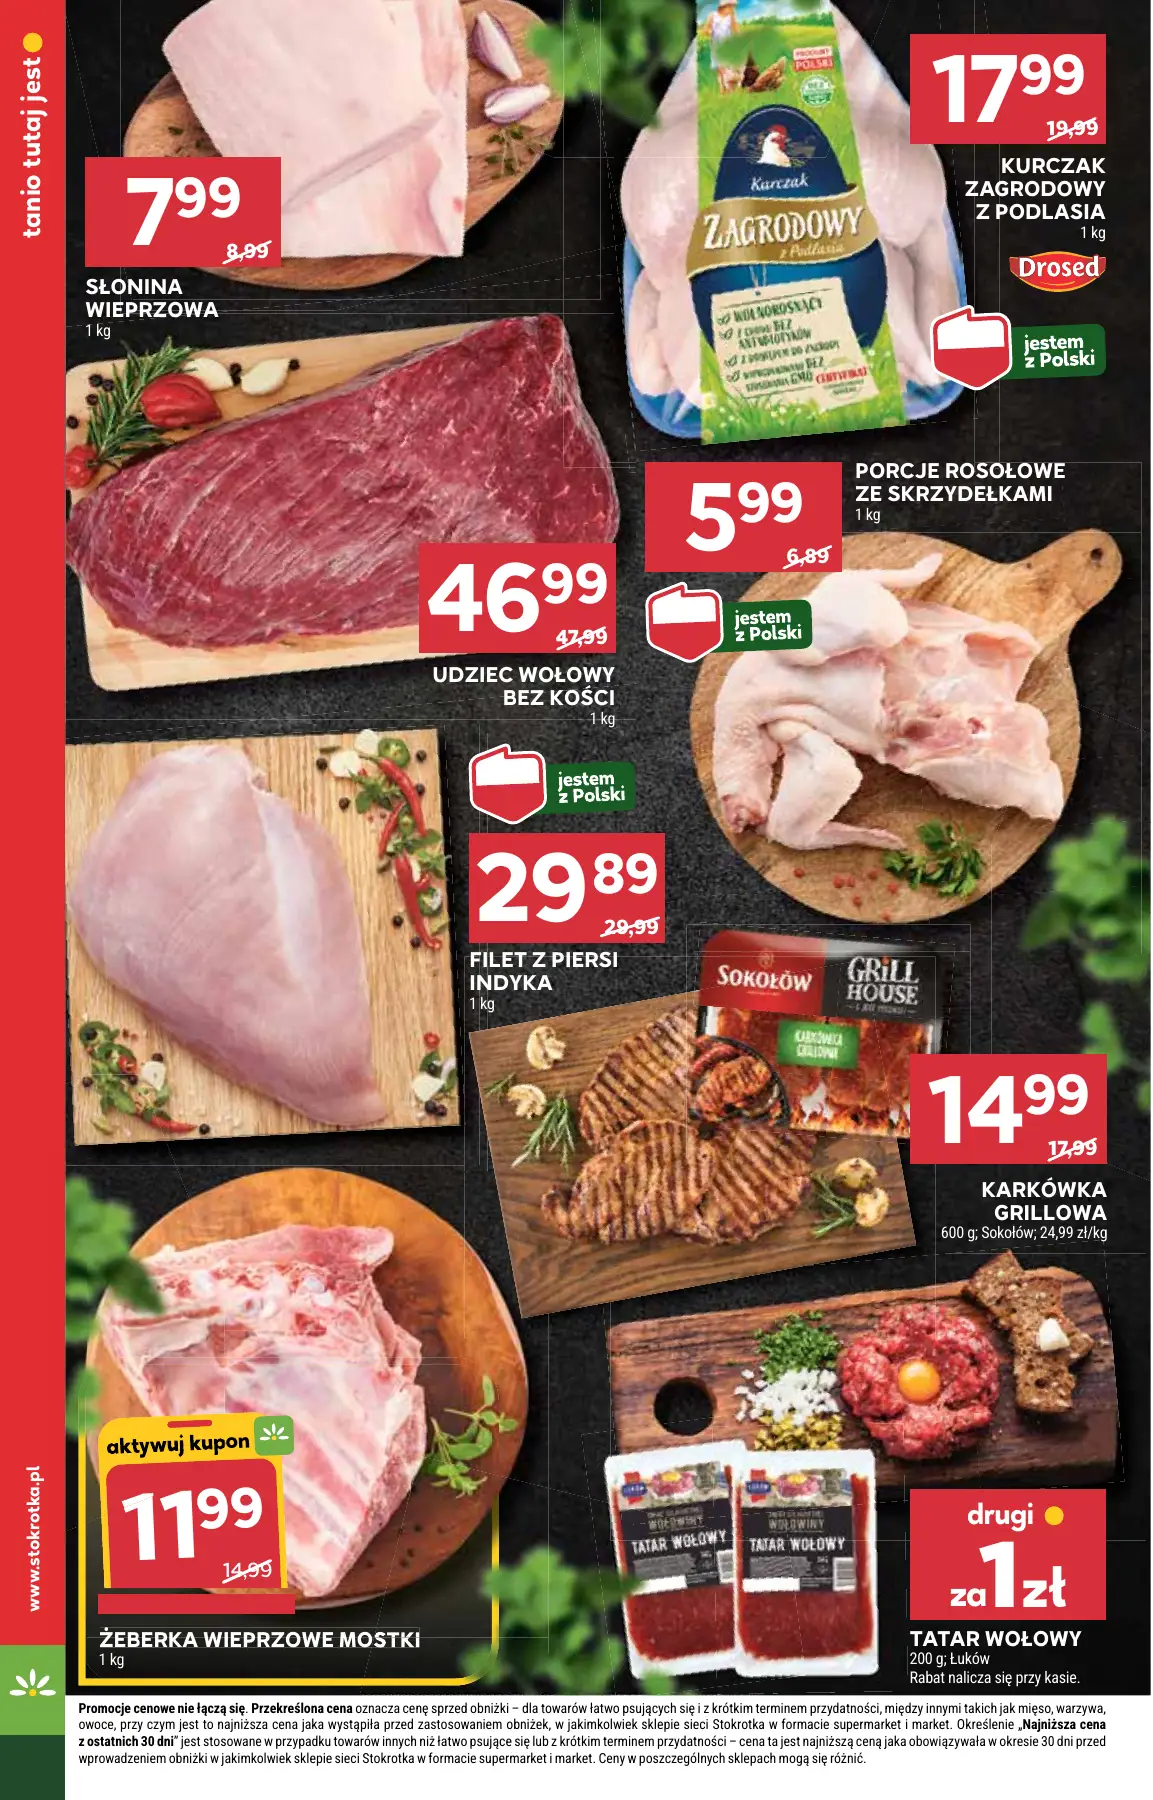 tanio tutaj jest
7 99
8,99
SŁONINA
WIEPRZOWA
1 kg
PRODUKT
POLSKI
Kurczak
ZAGRODOWY
z Podlasia
WOLNOROSNĄCY
Z CHOWU BEZ
ANTYBIOTYKÓW
17 99
19,99
KURCZAK
ZAGRODOWY
Z PODLASIA
1 kg
Drosed
jestem
z Polski
46 99
47,99
UDZIEC WOŁOWY
BEZ KOŚCI
1 kg
5 99
6,89
PORCJE ROSOŁOWE
ZE SKRZYDEŁKAMI
1 kg
jestem
z Polski
jestem
z Polski
29 89
29,99
FILET Z PIERSI
INDYKA
1 kg
SOKOŁÓW
GRILL
HOUSE
KARKÓWKA
GRILLOWA
14 99
17,99
KARKÓWKA
GRILLOWA
600 g; Sokołów; 24,99 zł/kg
aktywuj kupon
11 99
14,99
ŻEBERKA WIEPRZOWE MOSTKI
1 kg
TATAR WOŁOWY
TATAR WOŁOWY
drugi
za 1 zł
TATAR WOŁOWY
200 g; Łuków
Rabat nalicza się przy kasie.
www.stokrotka.pl
Promocje cenowe nie łączą się. Przekreślona cena oznacza cenę sprzed obniżki – dla towarów łatwo psujących się i z krótkim terminem przydatności, między innymi takich jak mięso, warzywa,
owoce, przy czym jest to najniższa cena jaka wystąpiła przed zastosowaniem obniżek, w jakimkolwiek sklepie sieci Stokrotka w formacie supermarket i market. Określenie „Najniższa cena
z ostatnich 30 dni” jest stosowane w przypadku towarów innych niż łatwo psujące się lub z krótkim terminem przydatności – cena ta jest najniższą ceną jaka obowiązywała w okresie 30 dni przed
wprowadzeniem obniżki w jakimkolwiek sklepie sieci Stokrotka w formacie supermarket i market. Ceny w poszczególnych sklepach mogą się różnić.